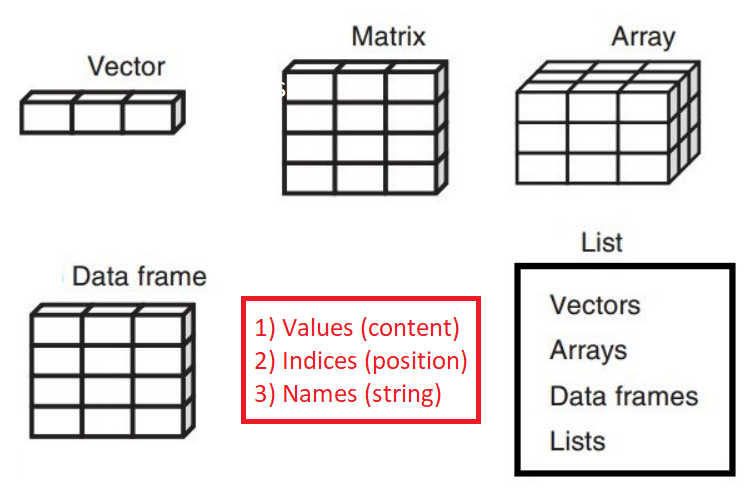 Vector
Matrix
Array
Data frame
1) Values (content)
2) Indices (position)
3) Names (string)
List
Vectors
Arrays
Data frames
Lists